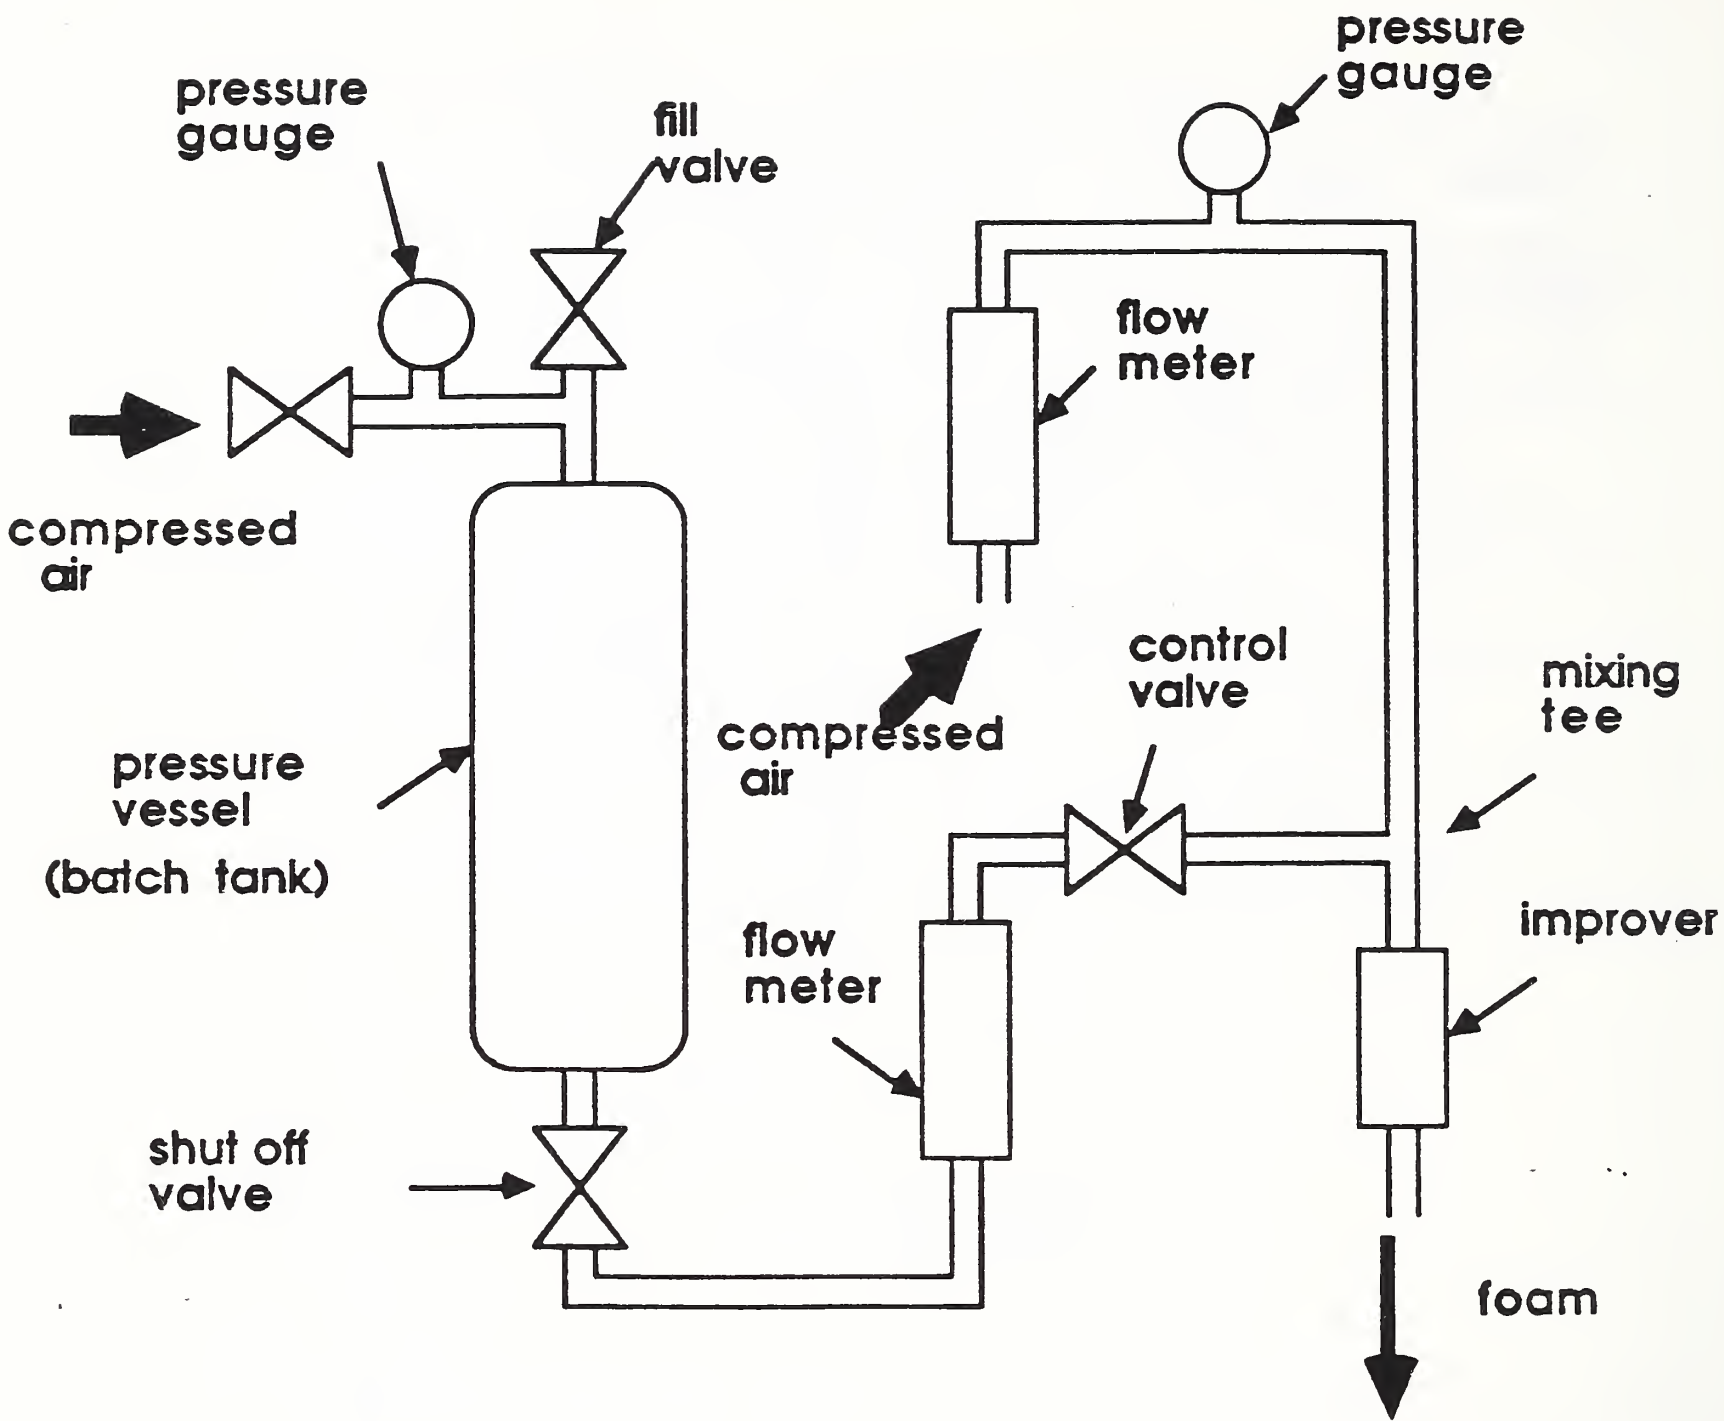 pressure
gauge
fill
valve
pressure
gauge
flow
meter
compressed
air
control
valve
mixing
tee
compressed
air
pressure
vessel
(batch tank)
flow
meter
improver
shut off
valve
foam